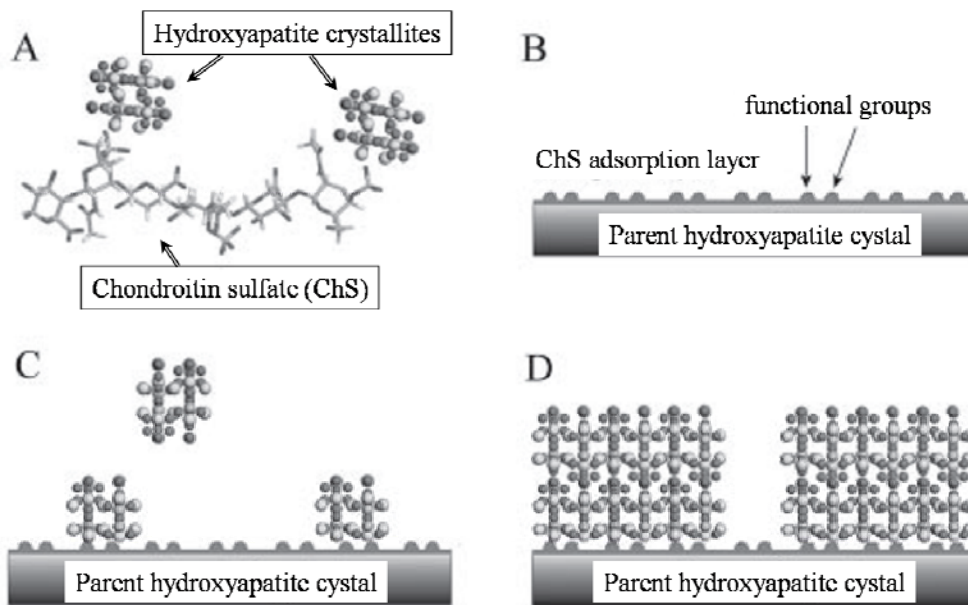 A
Hydroxyapatite crystallites
Chondroitin sulfate (ChS)
B
functional groups
ChS adsorption layer
Parent hydroxyapatite cystal
C
Parent hydroxyapatite cystal
D
Parent hydroxyapatite cystal